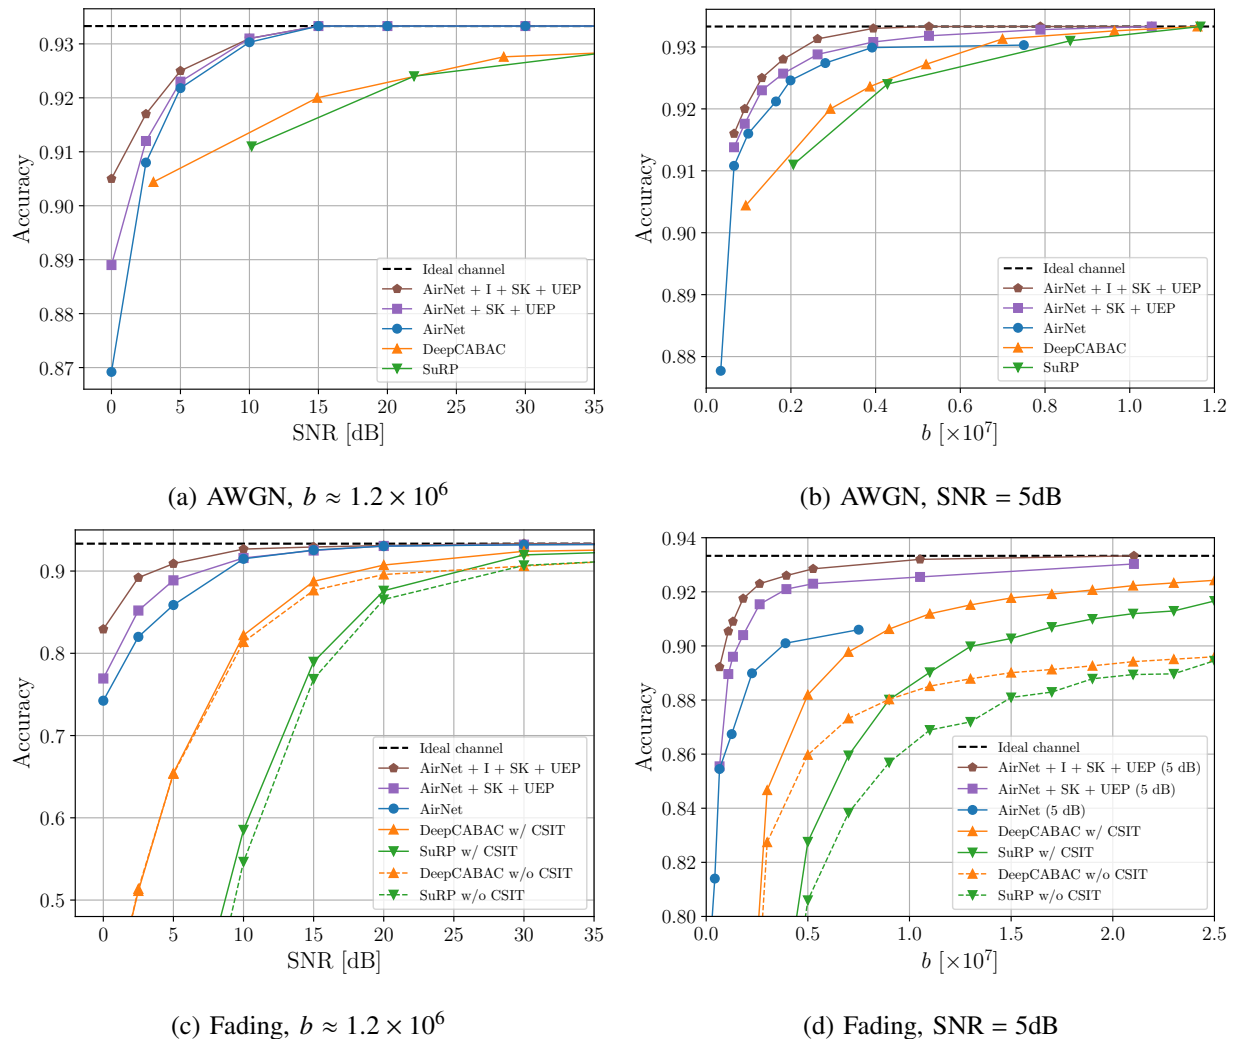 0.93
0.92
0.91
0.90
0.89
0.88
0.87
Accuracy
0 5 10 15 20 25 30 35
SNR [dB]
Ideal channel
AirNet + I + SK + UEP
AirNet + SK + UEP
AirNet
DeepCABAC
SuRP
(a) AWGN, b ≈ 1.2 × 10⁶
0.93
0.92
0.91
0.90
0.89
0.88
Accuracy
0.0 0.2 0.4 0.6 0.8 1.0 1.2
b [×10⁷]
Ideal channel
AirNet + I + SK + UEP
AirNet + SK + UEP
AirNet
DeepCABAC
SuRP
(b) AWGN, SNR = 5dB
0.9
0.8
0.7
0.6
0.5
Accuracy
0 5 10 15 20 25 30 35
SNR [dB]
Ideal channel
AirNet + I + SK + UEP
AirNet + SK + UEP
AirNet
DeepCABAC w/ CSIT
SuRP w/ CSIT
DeepCABAC w/o CSIT
SuRP w/o CSIT
(c) Fading, b ≈ 1.2 × 10⁶
0.94
0.92
0.90
0.88
0.86
0.84
0.82
0.80
Accuracy
0.0 0.5 1.0 1.5 2.0 2.5
b [×10⁷]
Ideal channel
AirNet + I + SK + UEP (5 dB)
AirNet + SK + UEP (5 dB)
AirNet (5 dB)
DeepCABAC w/ CSIT
SuRP w/ CSIT
DeepCABAC w/o CSIT
SuRP w/o CSIT
(d) Fading, SNR = 5dB